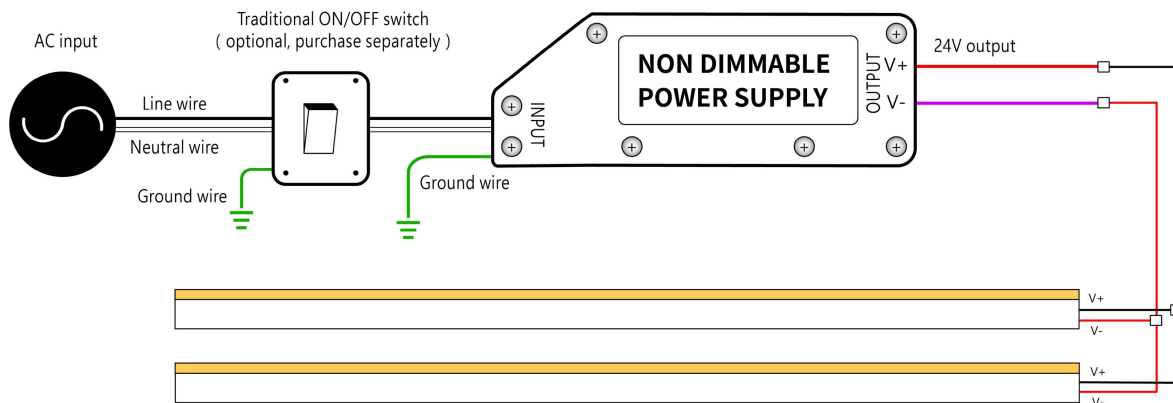 Traditional ON/OFF switch
( optional, purchase separately )
AC input
Line wire
Neutral wire
Ground wire
Ground wire
INPUT
NON DIMMABLE
POWER SUPPLY
OUTPUT
V+
V-
24V output
V+
V-
V+
V-